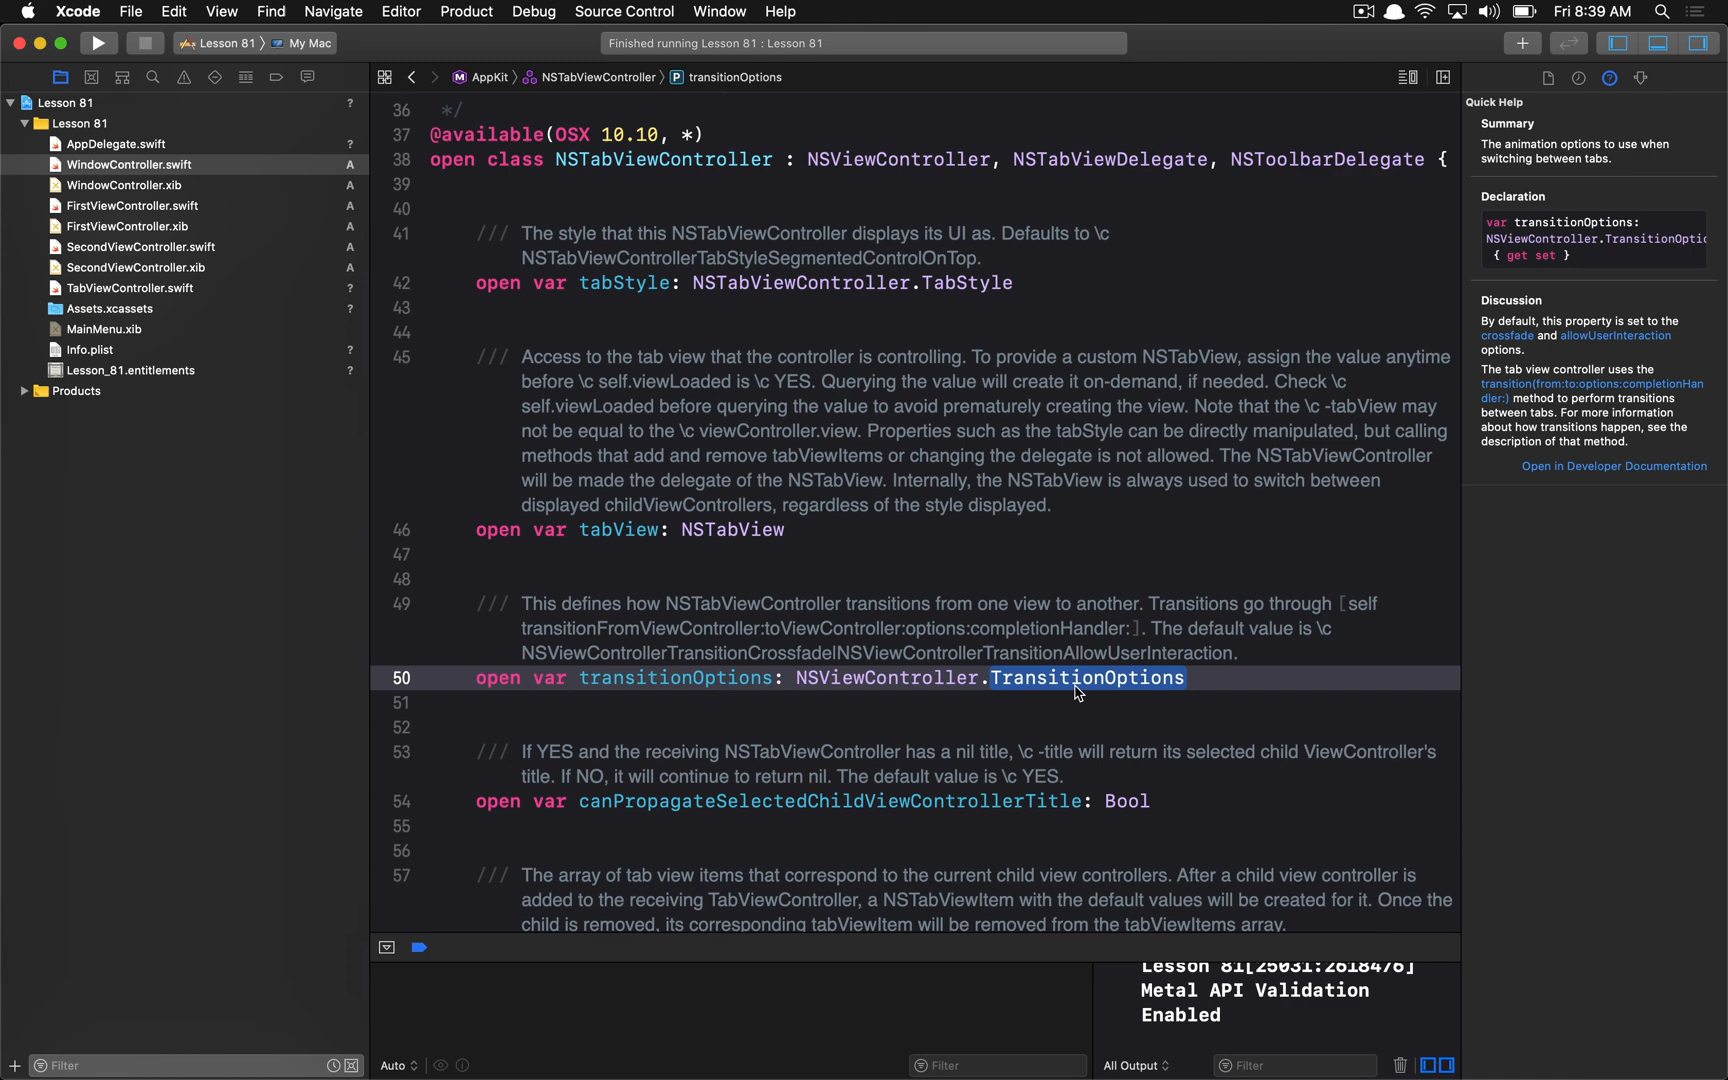 Xcode File Edit View Find Navigate Editor Product Debug Source Control Window Help Fri 8:39 AM
Lesson 81 〉 My Mac Finished running Lesson 81 : Lesson 81
AppKit 〉 NSTabViewController 〉 P transitionOptions
Lesson 81 ?
Lesson 81
AppDelegate.swift ?
WindowController.swift A
WindowController.xib A
FirstViewController.swift A
FirstViewController.xib A
SecondViewController.swift A
SecondViewController.xib A
TabViewController.swift ?
Assets.xcassets ?
MainMenu.xib
Info.plist ?
Lesson_81.entitlements ?
Products
Filter
36 */
37 @available(OSX 10.10, *)
38 open class NSTabViewController : NSViewController, NSTabViewDelegate, NSToolbarDelegate {
39
40
41 /// The style that this NSTabViewController displays its UI as. Defaults to \c
NSTabViewControllerTabStyleSegmentedControlOnTop.
42 open var tabStyle: NSTabViewController.TabStyle
43
44
45 /// Access to the tab view that the controller is controlling. To provide a custom NSTabView, assign the value anytime
before \c self.viewLoaded is \c YES. Querying the value will create it on-demand, if needed. Check \c
self.viewLoaded before querying the value to avoid prematurely creating the view. Note that the \c -tabView may
not be equal to the \c viewController.view. Properties such as the tabStyle can be directly manipulated, but calling
methods that add and remove tabViewItems or changing the delegate is not allowed. The NSTabViewController
will be made the delegate of the NSTabView. Internally, the NSTabView is always used to switch between
displayed childViewControllers, regardless of the style displayed.
46 open var tabView: NSTabView
47
48
49 /// This defines how NSTabViewController transitions from one view to another. Transitions go through [self
transitionFromViewController:toViewController:options:completionHandler:]. The default value is \c
NSViewControllerTransitionCrossfade|NSViewControllerTransitionAllowUserInteraction.
50 open var transitionOptions: NSViewController.TransitionOptions
51
52
53 /// If YES and the receiving NSTabViewController has a nil title, \c -title will return its selected child ViewController's
title. If NO, it will continue to return nil. The default value is \c YES.
54 open var canPropagateSelectedChildViewControllerTitle: Bool
55
56
57 /// The array of tab view items that correspond to the current child view controllers. After a child view controller is
added to the receiving TabViewController, a NSTabViewItem with the default values will be created for it. Once the
child is removed, its corresponding tabViewItem will be removed from the tabViewItems array.
Lesson 81[25031:2618476]
Metal API Validation
Enabled
Auto Filter All Output Filter
Quick Help
Summary
The animation options to use when
switching between tabs.
Declaration
var transitionOptions:
NSViewController.TransitionOptic
{ get set }
Discussion
By default, this property is set to the
crossfade and allowUserInteraction
options.
The tab view controller uses the
transition(from:to:options:completionHan
dler:) method to perform transitions
between tabs. For more information
about how transitions happen, see the
description of that method.
Open in Developer Documentation